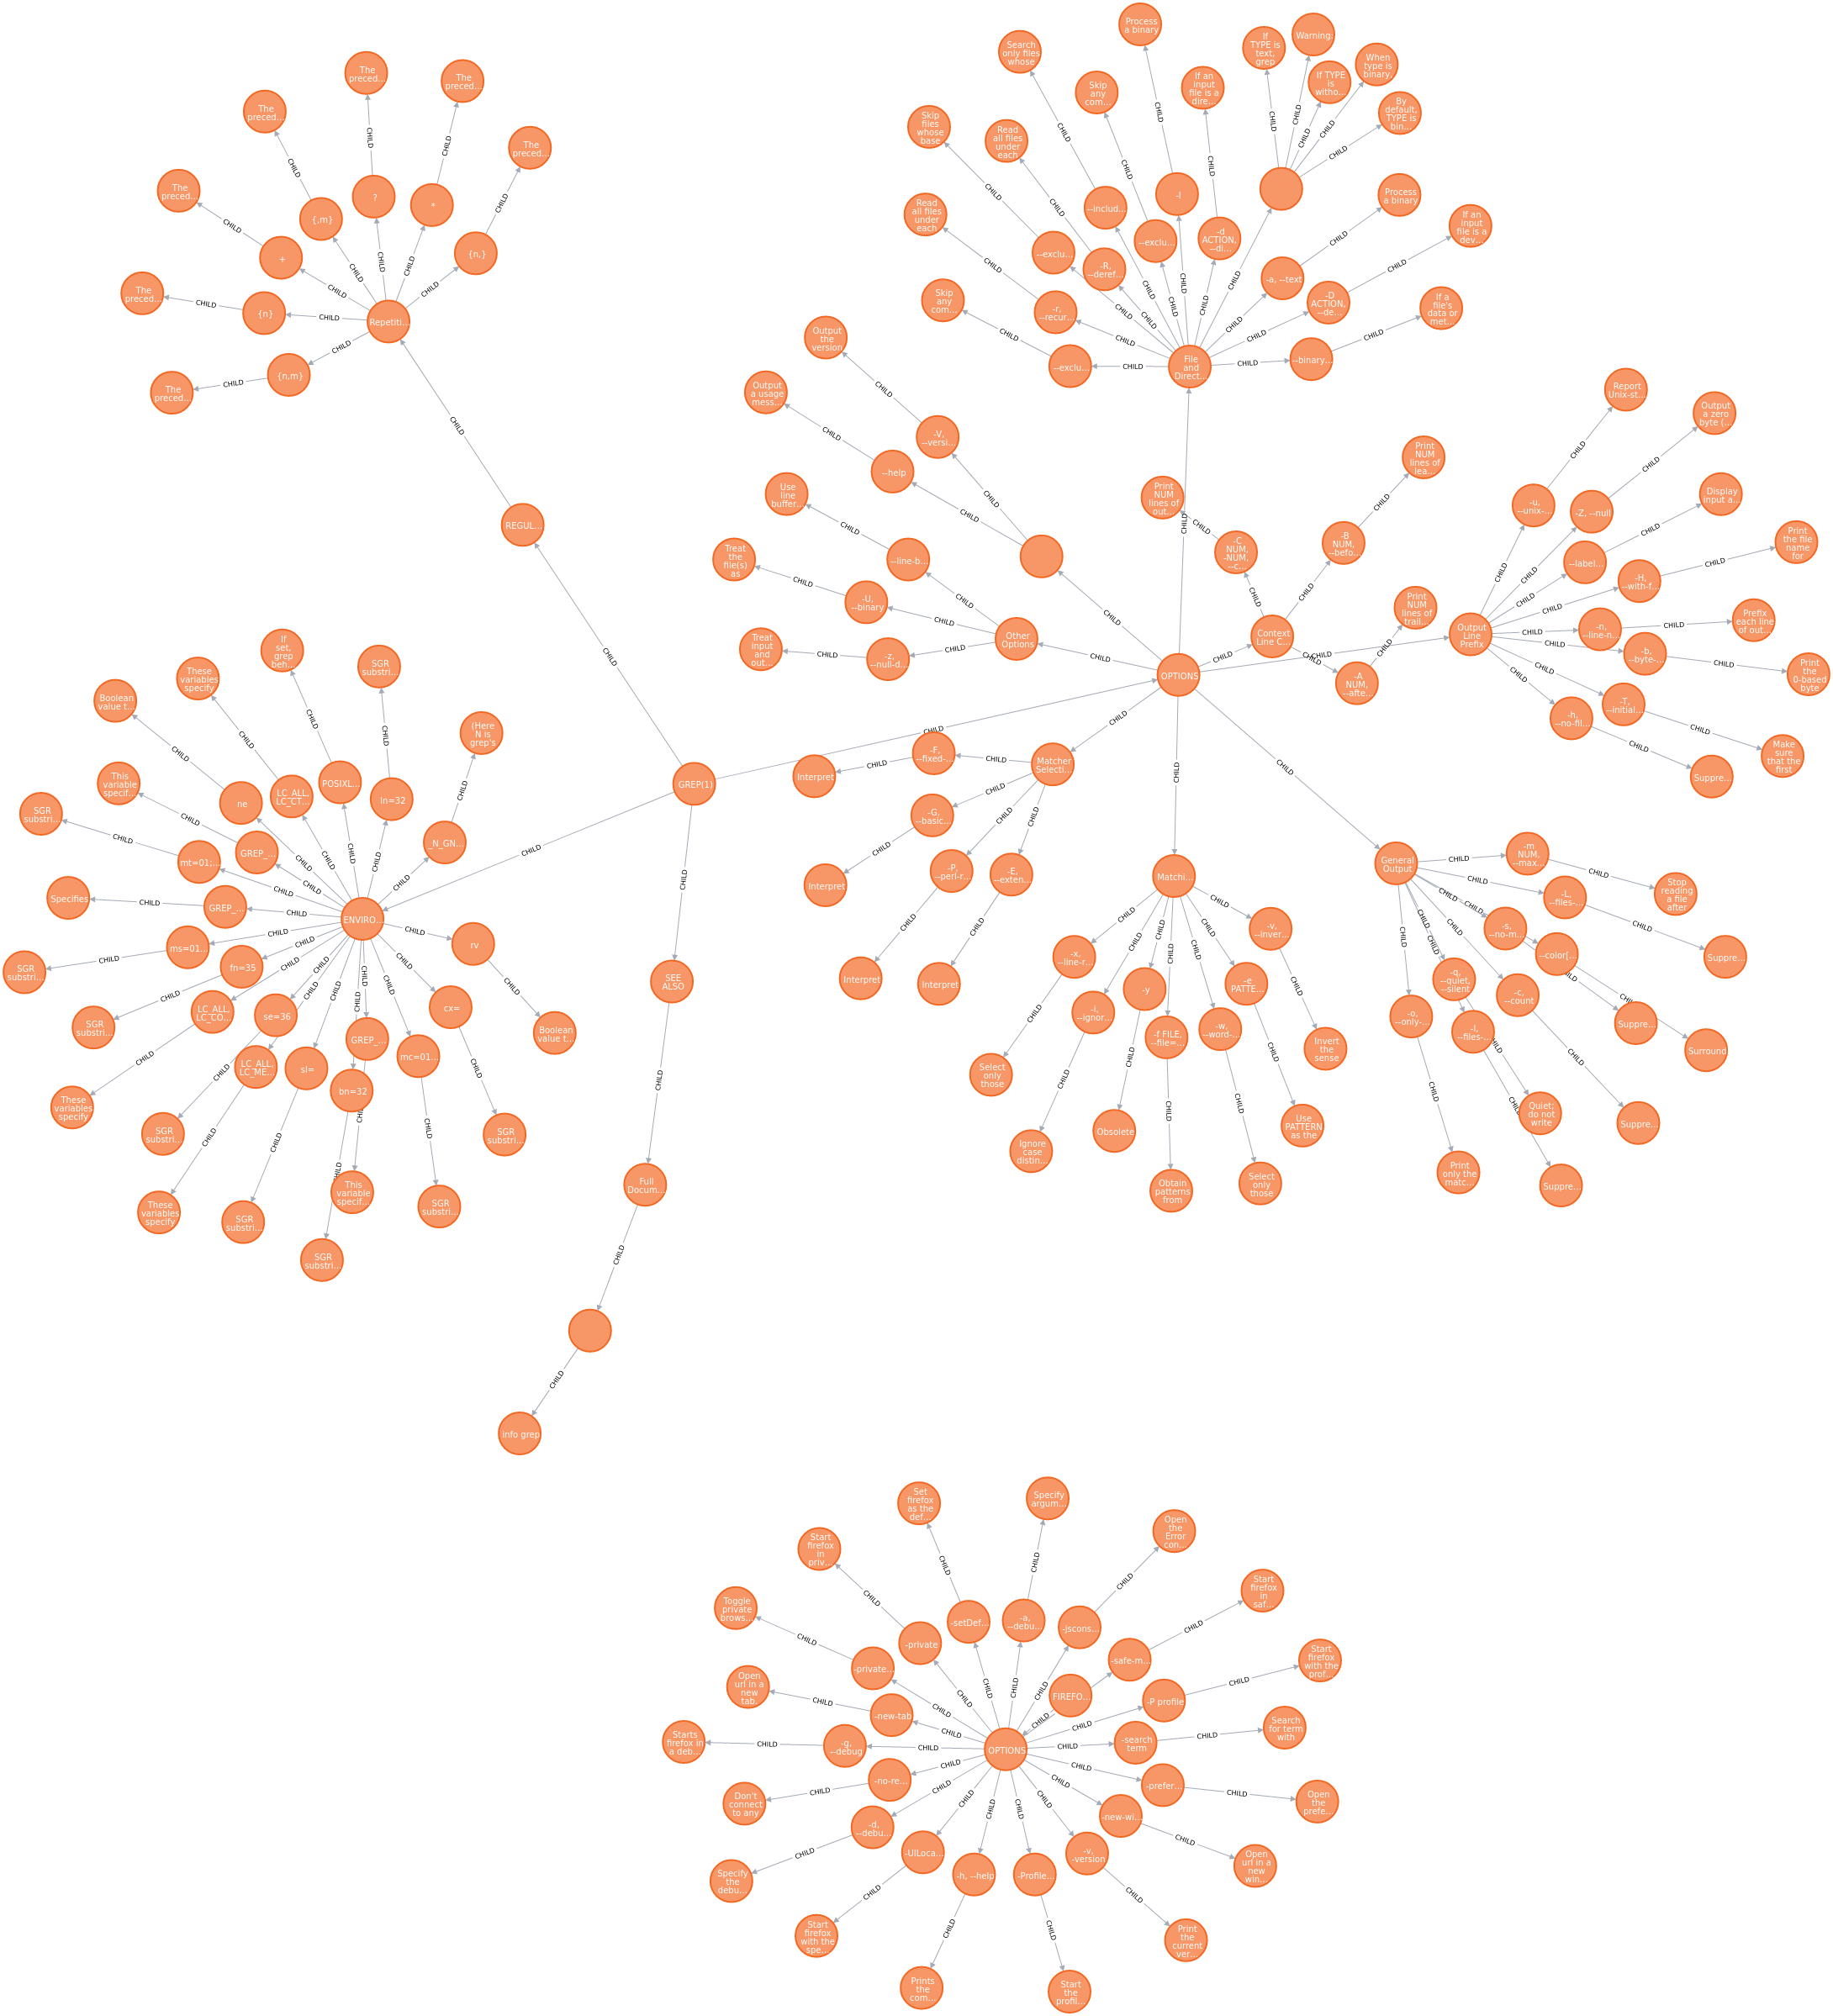 Process
a binary
Search
only files
whose
If
TYPE is
text,
grep
Warning:
When
type is
binary,
If TYPE
is
witho...
The
preced...
The
preced...
The
preced...
Skip
any
com...
If an
input
file is a
dire...
By
default,
TYPE is
bin...
Skip
files
whose
base
Read
all files
under
each
The
preced...
The
preced...
?
*
{,m}
{n,}
+
{n}
Repetiti...
{n,m}
The
preced...
The
preced...
--includ...
-I
Process
a binary
Read
all files
under
each
--exclu...
-d
ACTION,
--di...
If an
input
file is a
dev...
--exclu...
-R,
--deref...
-a, --text
Skip
any
com...
-r,
--recur...
-D
ACTION,
--de...
If a
file's
data or
met...
Output
the
version
File
and
Direct...
--exclu...
--binary...
Output
a usage
mess...
Report
Unix-st...
Output
a zero
byte (...
-V,
--versi...
--help
Print
NUM
lines of
lea...
Use
line
buffer...
Print
NUM
lines of
out...
-u,
--unix-...
-Z, --null
Display
input a...
REGUL...
-C
NUM,
-NUM,
--c...
-B
NUM,
--befo...
Print
the file
name
for
Treat
the
file(s)
as
--line-b...
--label...
-H,
--with-f...
-U,
--binary
Print
NUM
lines of
trail...
-n,
--line-n...
Prefix
each line
of out...
Treat
input
and
out...
-z,
--null-d...
Other
Options
Context
Line C...
Output
Line
Prefix
-b,
--byte-...
Print
the
0-based
byte
OPTIONS
-A
NUM,
--afte...
-T,
--initial...
-h,
--no-fil...
Make
sure
that the
first
Suppre...
If
set,
grep
beh...
These
variables
specify
SGR
substri...
Boolean
value t...
(Here
N is
grep's
GREP(1)
Interpret
-F,
--fixed-...
Matcher
Selecti...
This
variable
specif...
ne
LC_ALL,
LC_CT...
POSIXL...
ln=32
SGR
substri...
-G,
--basic...
mt=01;...
GREP_...
_N_GN...
Interpret
-P,
--perl-r...
-E,
--exten...
Matchi...
General
Output
-m
NUM,
--max...
Stop
reading
a file
after
Specifies
GREP_...
ENVIRO...
-L,
--files-...
SGR
substri...
ms=01...
rv
fn=35
-x,
--line-r...
-v,
--inver...
-s,
--no-m...
--color[...
Suppre...
SEE
ALSO
Interpret
Interpret
-y
-e
PATTE...
-q,
--quiet,
--silent
-c,
--count
SGR
substri...
LC_ALL,
LC_CO...
se=36
cx=
Boolean
value t...
-i,
--ignor...
-f FILE,
--file=...
-w,
--word-...
-o,
--only-...
-l,
--files-...
Suppre...
Surround
GREP_...
mc=01...
LC_ALL,
LC_ME...
sl=
bn=32
Invert
the
sense
Select
only
those
These
variables
specify
SGR
substri...
SGR
substri...
Ignore
case
distin...
Obsolete
Use
PATTERN
as the
Quiet;
do not
write
Suppre...
These
variables
specify
SGR
substri...
This
variable
specif...
SGR
substri...
Full
Docum...
Obtain
patterns
from
Select
only
those
Print
only the
matc...
Suppre...
SGR
substri...
info grep
Set
firefox
as the
def...
Specify
argum...
Open
the
Error
con...
Start
firefox
in
priv...
Start
firefox
in
saf...
Toggle
private
brows...
-private
-setDef...
-a,
--debu...
-jscons...
-safe-m...
Start
firefox
with the
prof...
Open
url in a
new
tab
-private...
FIREFO...
-P profile
-new-tab
Search
for term
with
Starts
firefox in
a deb...
-g,
--debug
OPTIONS
-search
term
Don't
connect
to any
-no-re...
-prefer...
Open
the
prefe...
-d,
--debu...
-new-wi...
-UILoca...
-h, --help
-Profile...
-v,
-version
Open
url in a
new
win...
Specify
the
debu...
Start
firefox
with the
spe...
Print
the
current
ver...
Prints
the
com...
Start
the
profil...